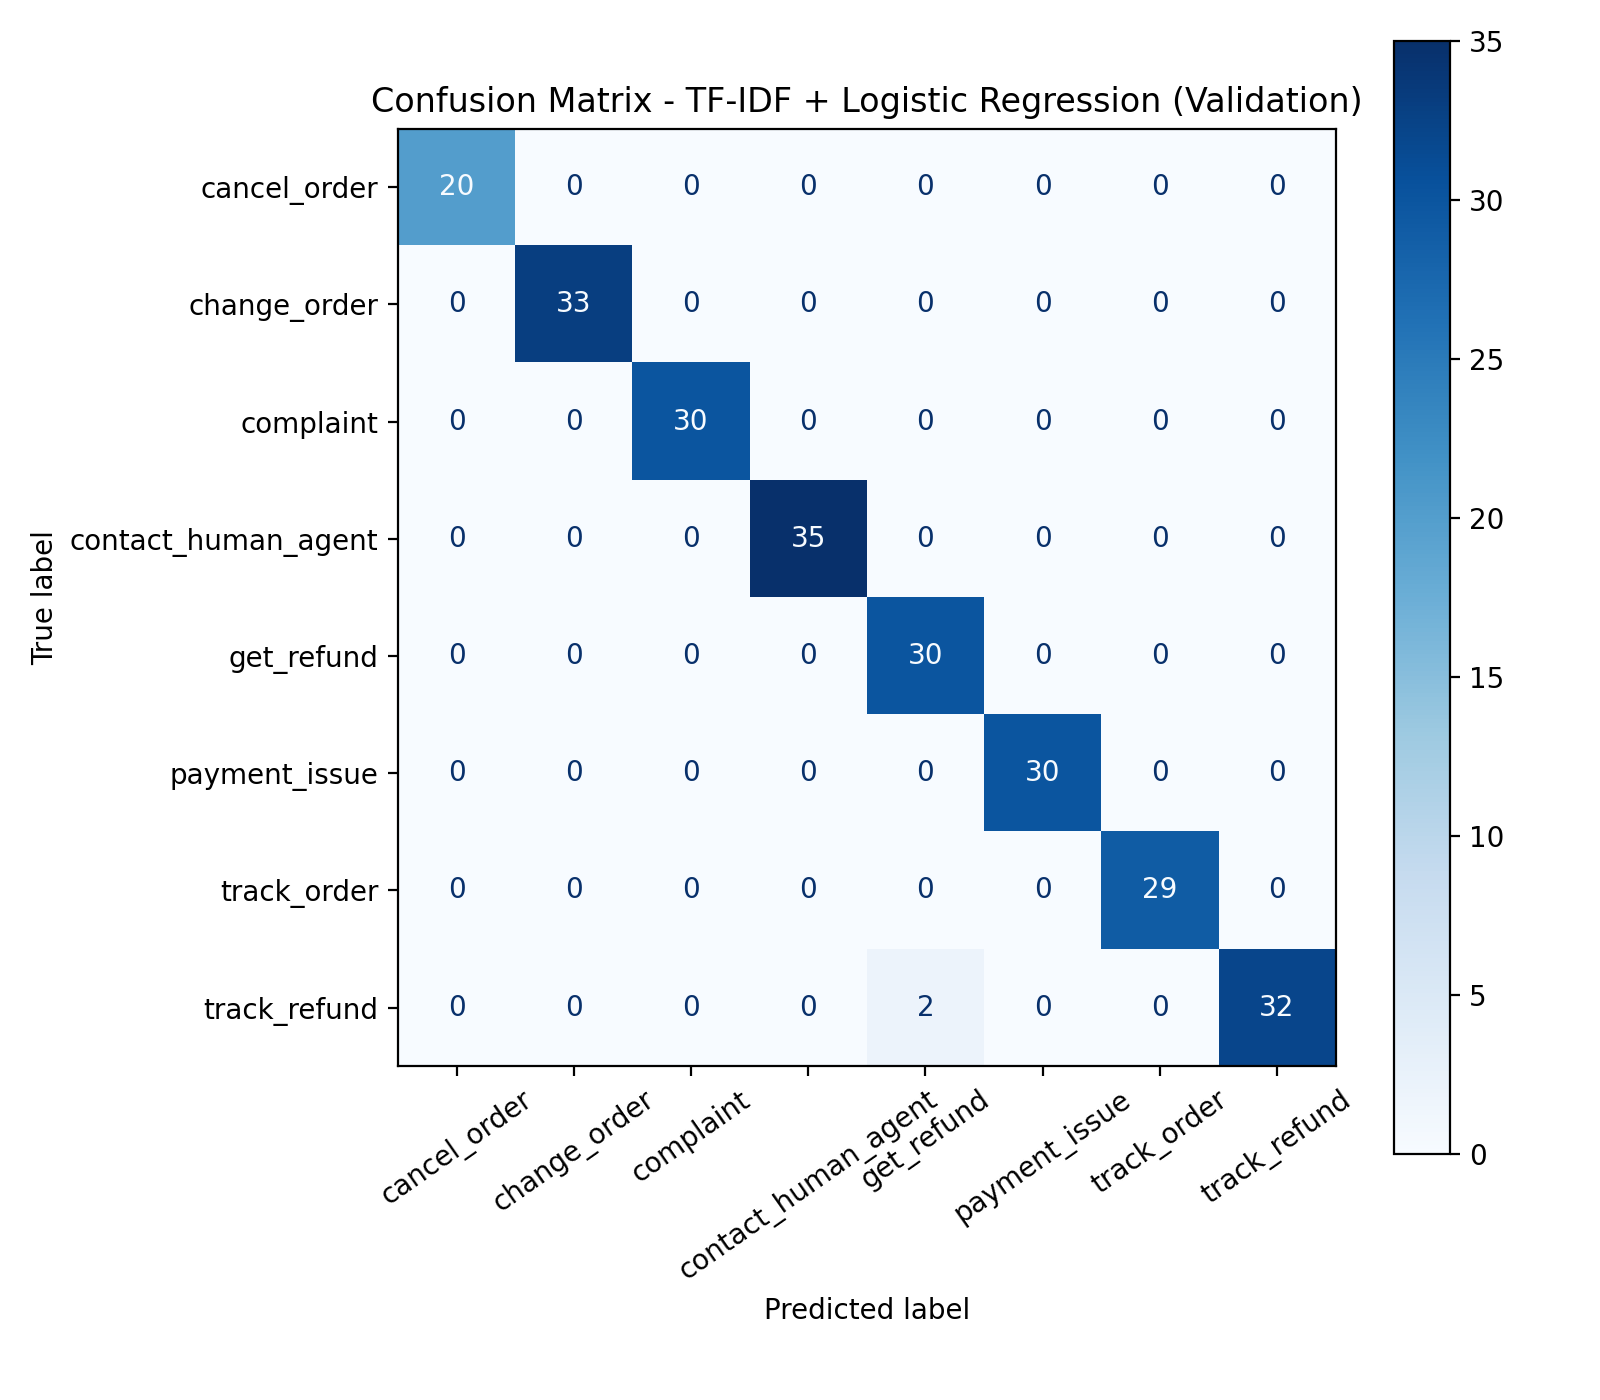 Confusion Matrix - TF-IDF + Logistic Regression (Validation)
True label
cancel_order 20 0 0 0 0 0 0 0
change_order 0 33 0 0 0 0 0 0
complaint 0 0 30 0 0 0 0 0
contact_human_agent 0 0 0 35 0 0 0 0
get_refund 0 0 0 0 30 0 0 0
payment_issue 0 0 0 0 0 30 0 0
track_order 0 0 0 0 0 0 29 0
track_refund 0 0 0 0 2 0 0 32
cancel_order
change_order
complaint
contact_human_agent
get_refund
payment_issue
track_order
track_refund
Predicted label
35
30
25
20
15
10
5
0